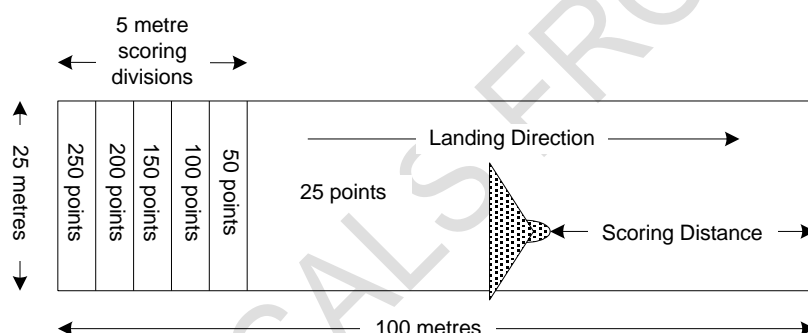 5 metre
scoring
divisions
25 metres
250 points
200 points
150 points
100 points
50 points
Landing Direction
25 points
Scoring Distance
100 metres